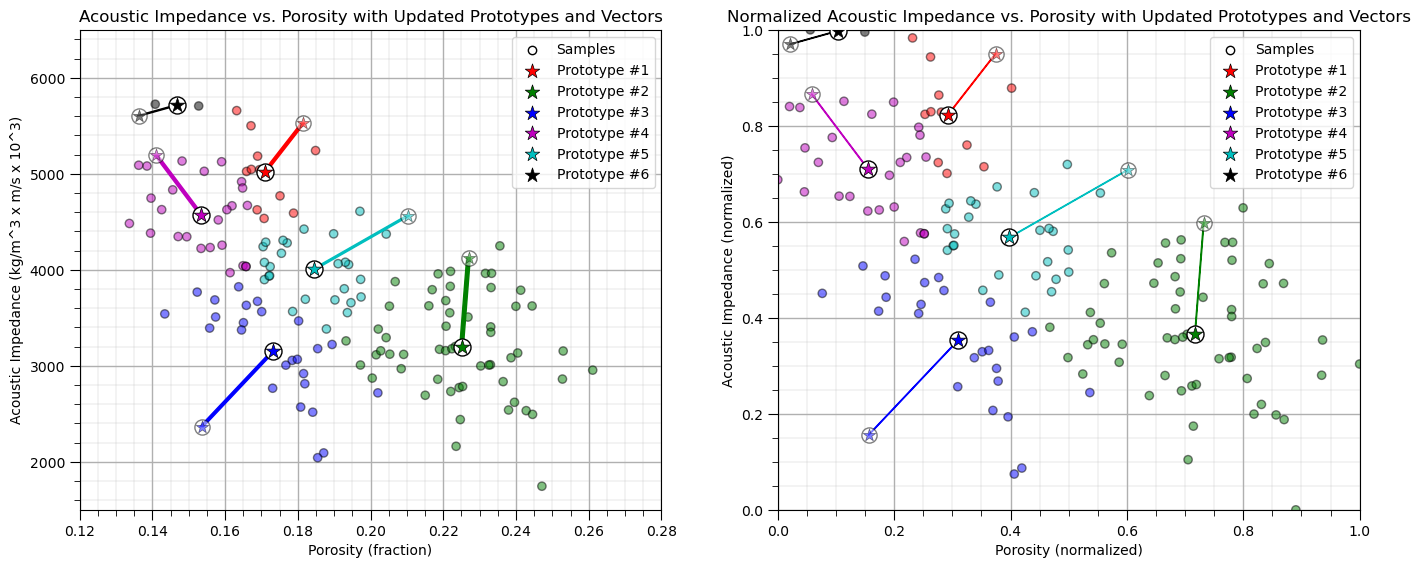 Acoustic Impedance vs. Porosity with Updated Prototypes and Vectors
Acoustic Impedance (kg/m^3 x m/s x 10^3)
6000
5000
4000
3000
2000
0.12 0.14 0.16 0.18 0.20 0.22 0.24 0.26 0.28
Porosity (fraction)
Samples
Prototype #1
Prototype #2
Prototype #3
Prototype #4
Prototype #5
Prototype #6
Normalized Acoustic Impedance vs. Porosity with Updated Prototypes and Vectors
Acoustic Impedance (normalized)
1.0
0.8
0.6
0.4
0.2
0.0
0.0 0.2 0.4 0.6 0.8 1.0
Porosity (normalized)
Samples
Prototype #1
Prototype #2
Prototype #3
Prototype #4
Prototype #5
Prototype #6